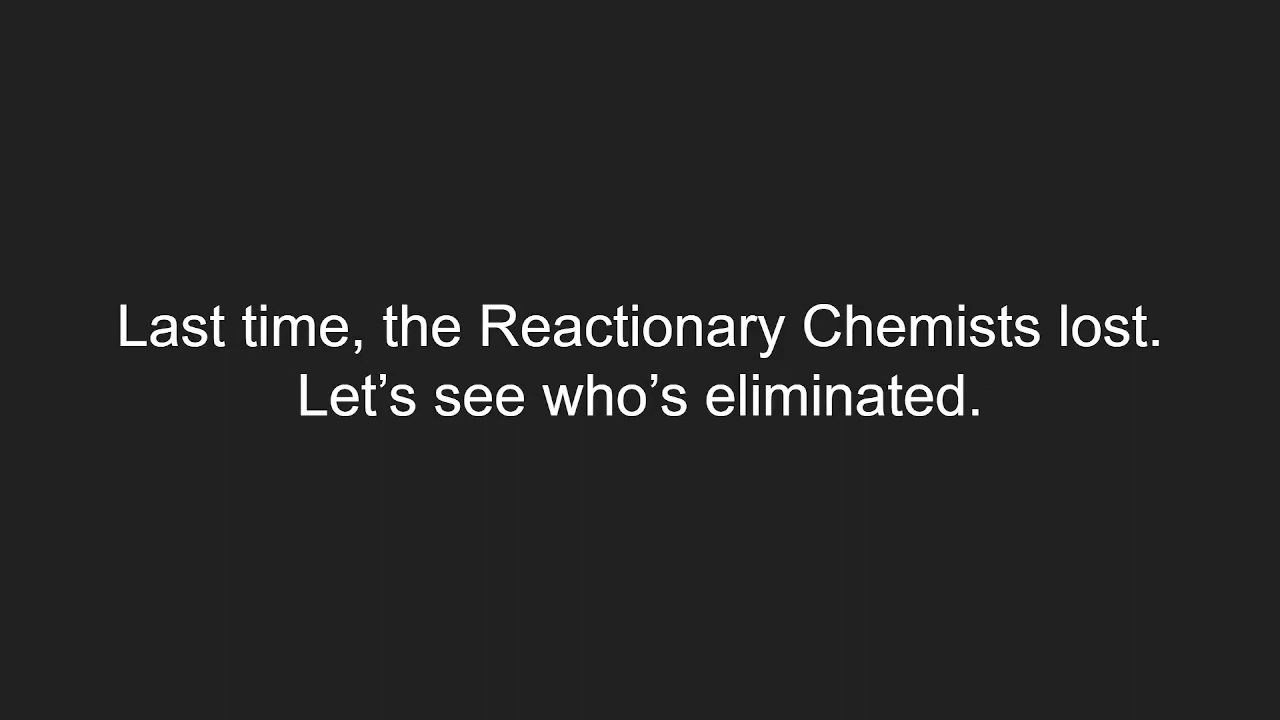 Last time, the Reactionary Chemists lost.
Let’s see who’s eliminated.